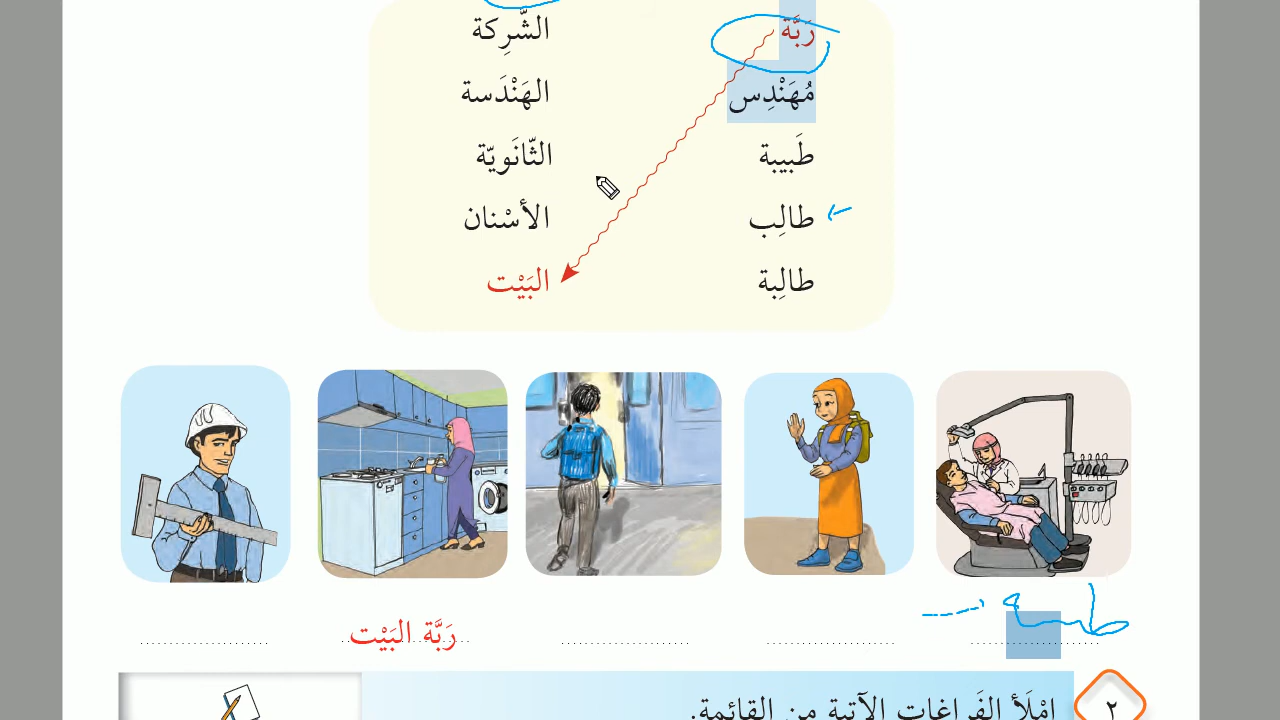 رَبَّة الشَّرِكة
مُهَنْدِس الهَنْدَسة
طَبيبة الثّانَويّة
طالِب الأسْنان
طالِبة البَيْت
رَبَّة البَيْت
٢ امْلَأ الفَراغات الآتية من القائمة.